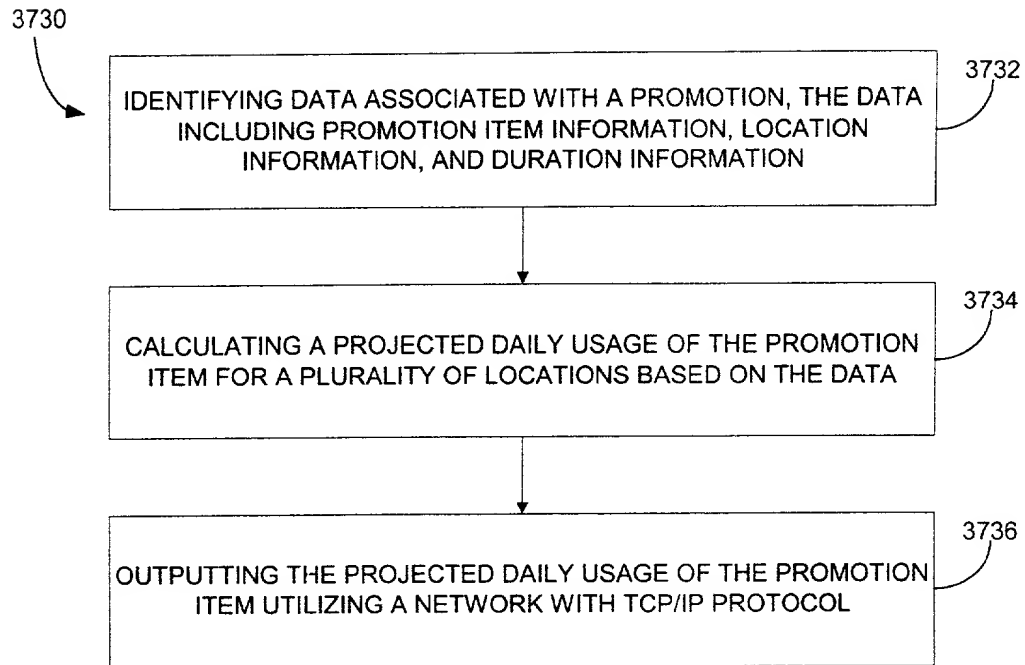 3730
3732
IDENTIFYING DATA ASSOCIATED WITH A PROMOTION, THE DATA
INCLUDING PROMOTION ITEM INFORMATION, LOCATION
INFORMATION, AND DURATION INFORMATION
3734
CALCULATING A PROJECTED DAILY USAGE OF THE PROMOTION
ITEM FOR A PLURALITY OF LOCATIONS BASED ON THE DATA
3736
OUTPUTTING THE PROJECTED DAILY USAGE OF THE PROMOTION
ITEM UTILIZING A NETWORK WITH TCP/IP PROTOCOL